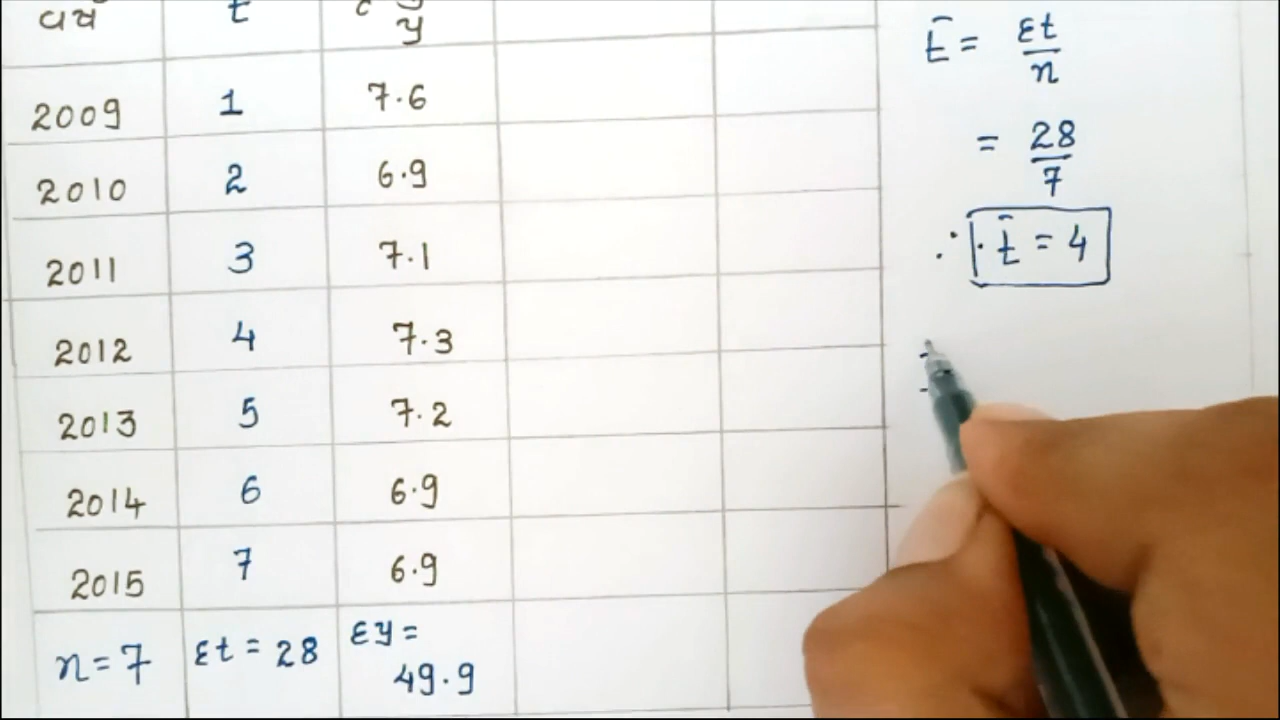 વર્ષ t y
2009 1 7.6
2010 2 6.9
2011 3 7.1
2012 4 7.3
2013 5 7.2
2014 6 6.9
2015 7 6.9
n = 7 Σt = 28 Σy =
49.9
t̄ = Σt
n
= 28
7
∴ t̄ = 4